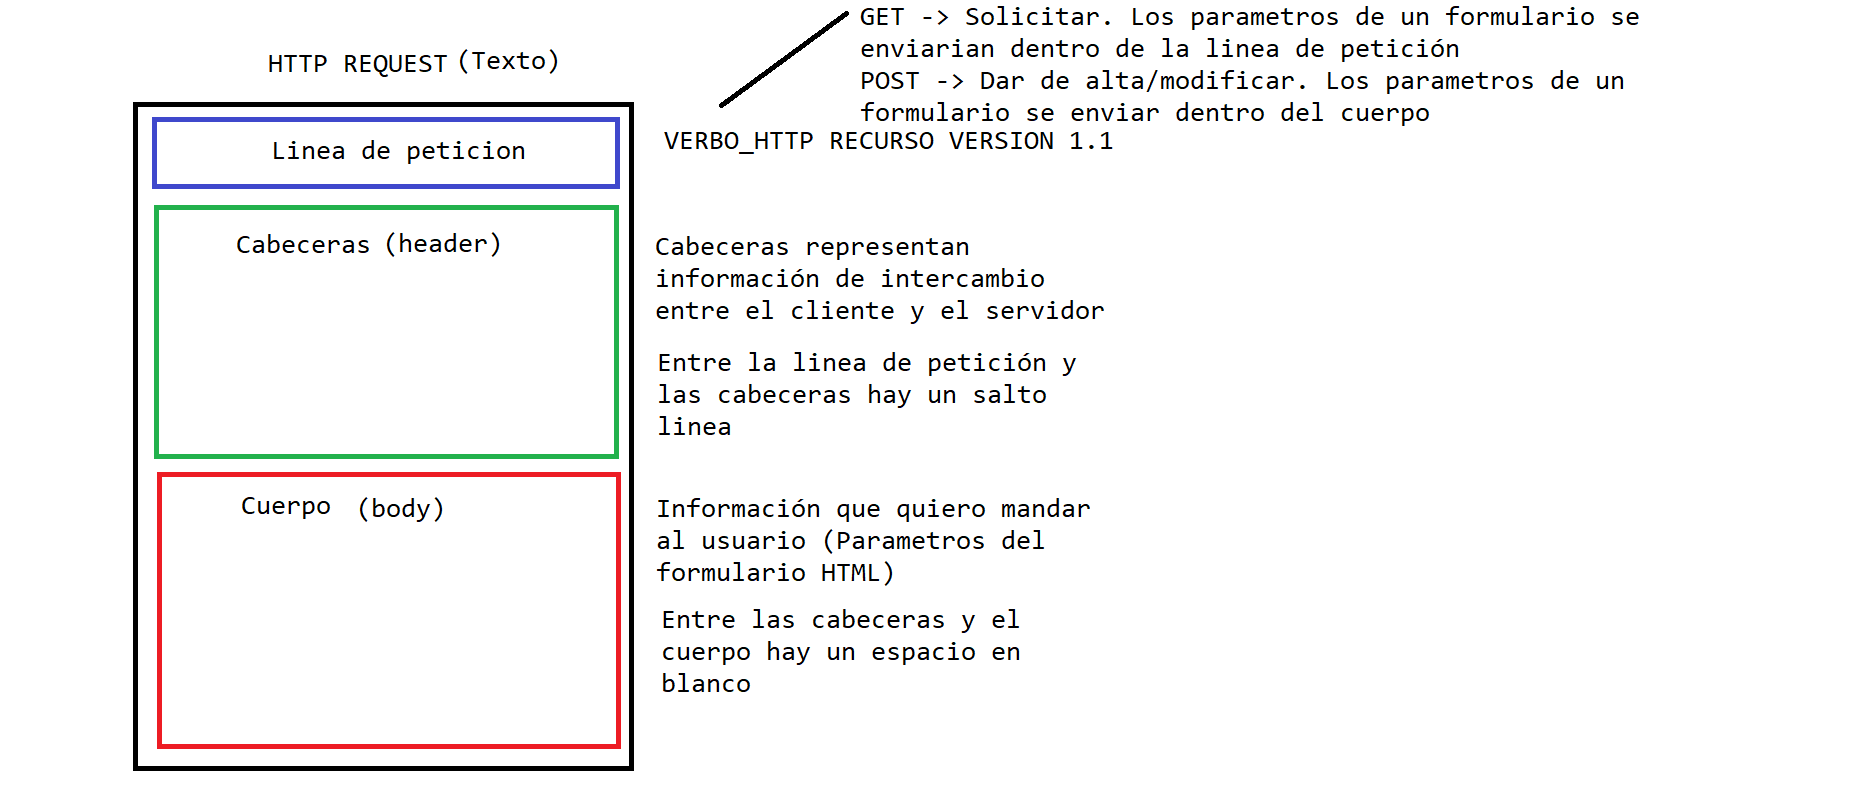 GET -> Solicitar. Los parametros de un formulario se
enviarian dentro de la linea de petición
POST -> Dar de alta/modificar. Los parametros de un
formulario se enviar dentro del cuerpo
HTTP REQUEST (Texto)
VERBO_HTTP RECURSO VERSION 1.1
Linea de peticion
Cabeceras (header)
Cabeceras representan
información de intercambio
entre el cliente y el servidor
Entre la linea de petición y
las cabeceras hay un salto
linea
Cuerpo (body)
Información que quiero mandar
al usuario (Parametros del
formulario HTML)
Entre las cabeceras y el
cuerpo hay un espacio en
blanco